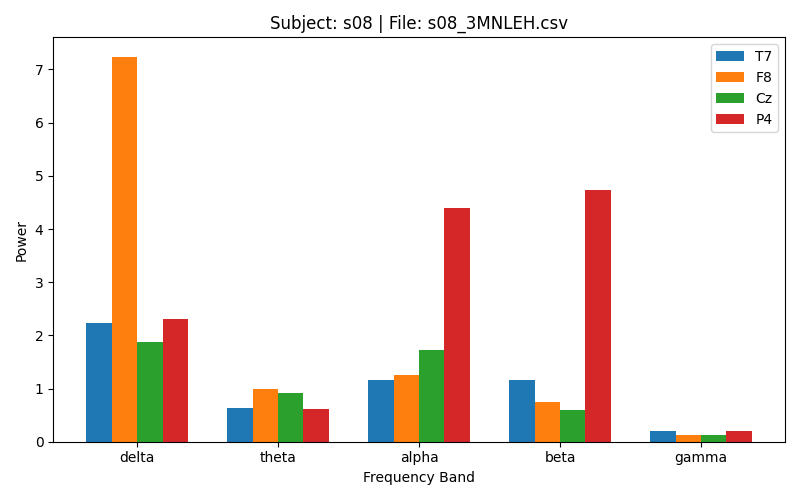 Subject: s08 | File: s08_3MNLEH.csv
T7
F8
Cz
P4
Power
7
6
5
4
3
2
1
0
delta theta alpha beta gamma
Frequency Band